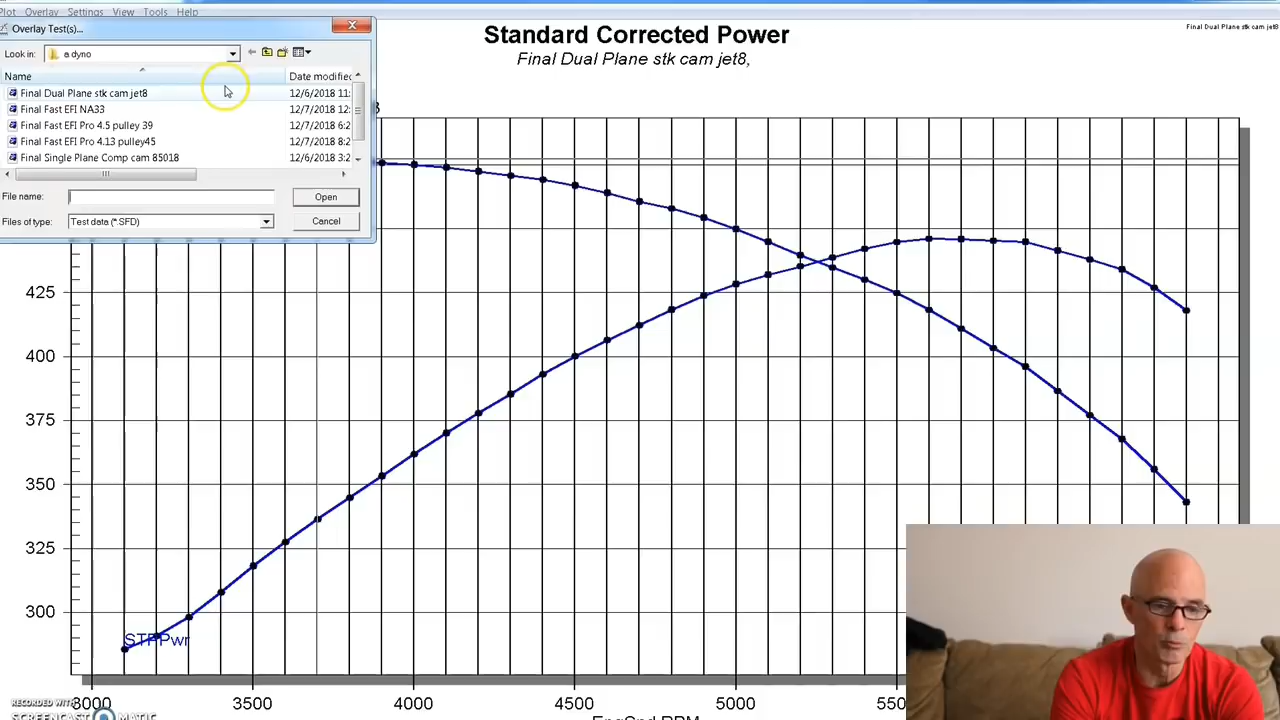 Plot Overlay Settings View Tools Help
Overlay Test(s)...
Look in: a dyno
Name Date modified
Final Dual Plane stk cam jet8 12/6/2018 11:
Final Fast EFI NA33 12/7/2018 12:
Final Fast EFI Pro 4.5 pulley 39 12/7/2018 6:2
Final Fast EFI Pro 4.13 pulley45 12/7/2018 8:2
Final Single Plane Comp cam 85018 12/6/2018 3:2
File name: Open
Files of type: Test data (*.SFD) Cancel
Standard Corrected Power
Final Dual Plane stk cam jet8,
Final Dual Plane stk cam jet8
425
400
375
350
325
300
STPPwr
3000 3500 4000 4500 5000 550
EngSpd RPM
RECORDED WITH
SCREENCAST MATIC